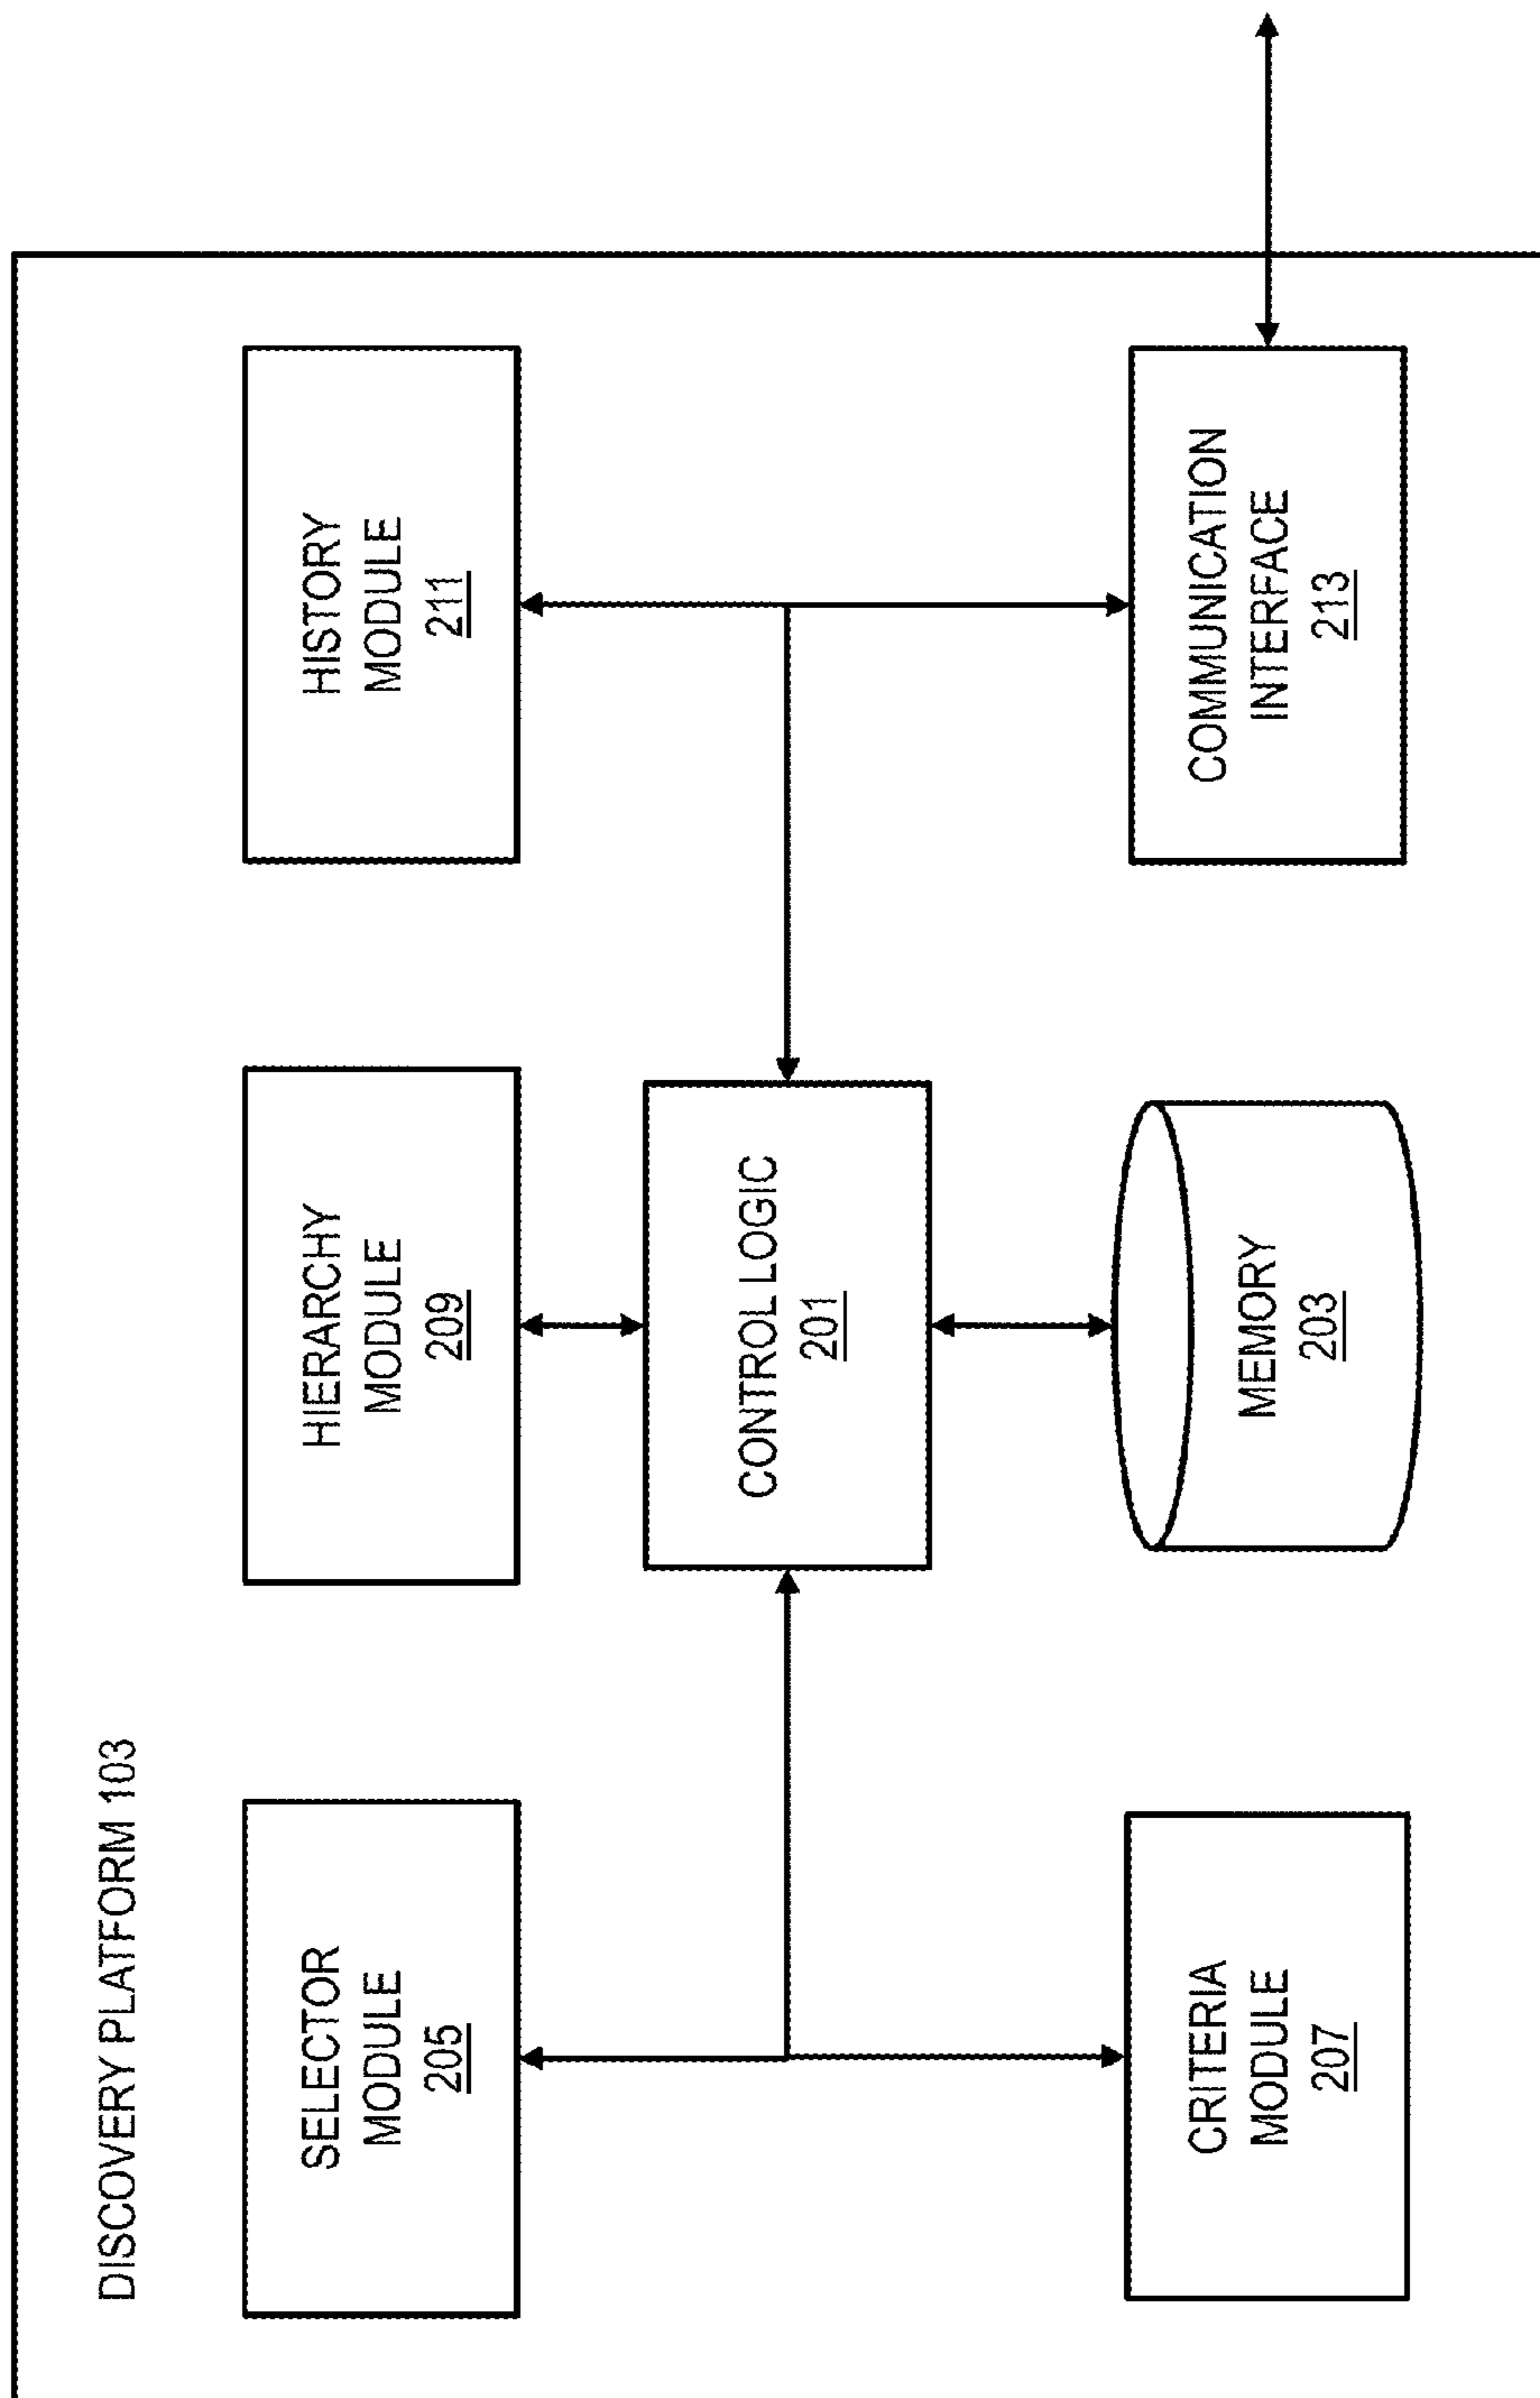 DISCOVERY PLATFORM 103
SELECTOR
MODULE
205
HIERARCHY
MODULE
209
HISTORY
MODULE
211
CONTROL LOGIC
201
CRITERIA
MODULE
207
MEMORY
203
COMMUNICATION
INTERFACE
213